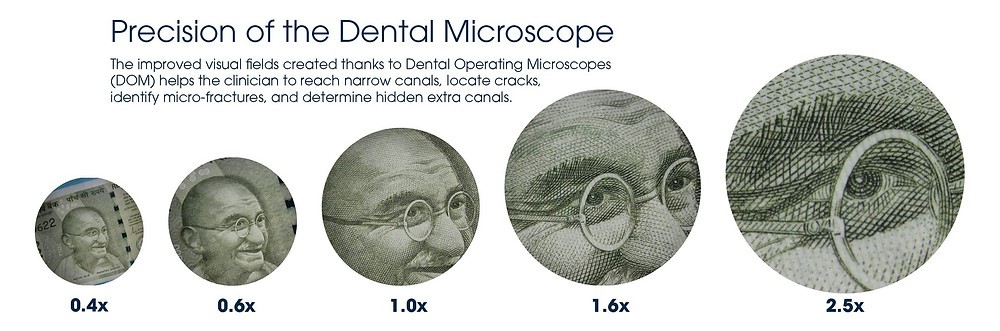 Precision of the Dental Microscope
The improved visual fields created thanks to Dental Operating Microscopes
(DOM) helps the clinician to reach narrow canals, locate cracks,
identify micro-fractures, and determine hidden extra canals.
पाँच सौ रुपये
622
0.4x
0.6x
1.0x
1.6x
2.5x